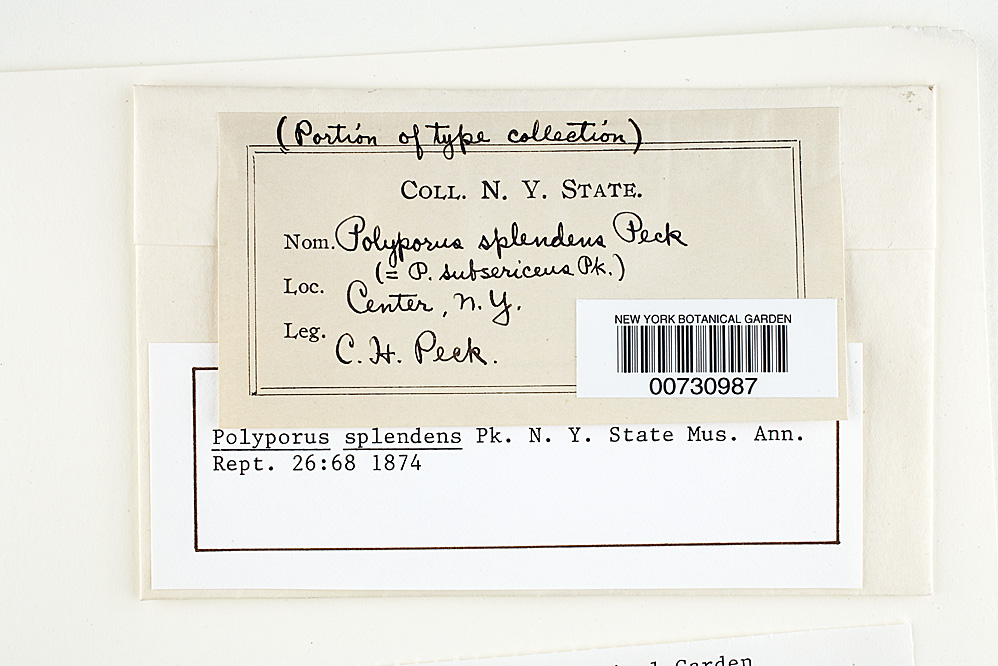 (Portion of type collection)
COLL. N. Y. STATE.
Nom. Polyporus splendens Peck
(= P. subsericeus Pk.)
Loc. Center, N. Y.
Leg. C. H. Peck.
NEW YORK BOTANICAL GARDEN
00730987
Polyporus splendens Pk. N. Y. State Mus. Ann.
Rept. 26:68 1874
Garden